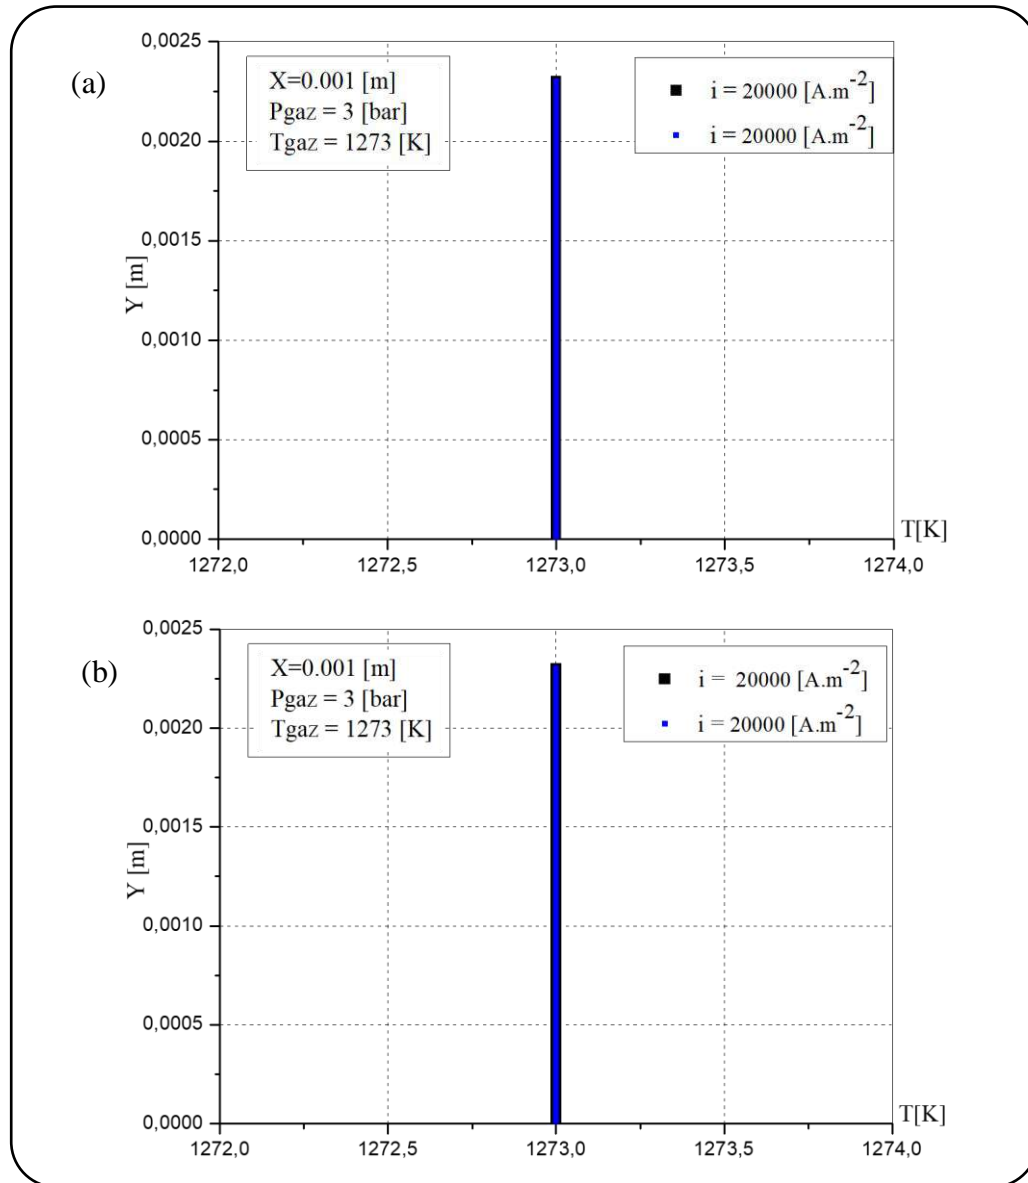 (a)
0,0025
0,0020
0,0015
0,0010
0,0005
0,0000
Y [m]
X=0.001 [m]
Pgaz = 3 [bar]
Tgaz = 1273 [K]
i = 20000 [A.m⁻²]
i = 20000 [A.m⁻²]
T[K]
1272,0 1272,5 1273,0 1273,5 1274,0
(b)
0,0025
0,0020
0,0015
0,0010
0,0005
0,0000
Y [m]
X=0.001 [m]
Pgaz = 3 [bar]
Tgaz = 1273 [K]
i = 20000 [A.m⁻²]
i = 20000 [A.m⁻²]
T[K]
1272,0 1272,5 1273,0 1273,5 1274,0